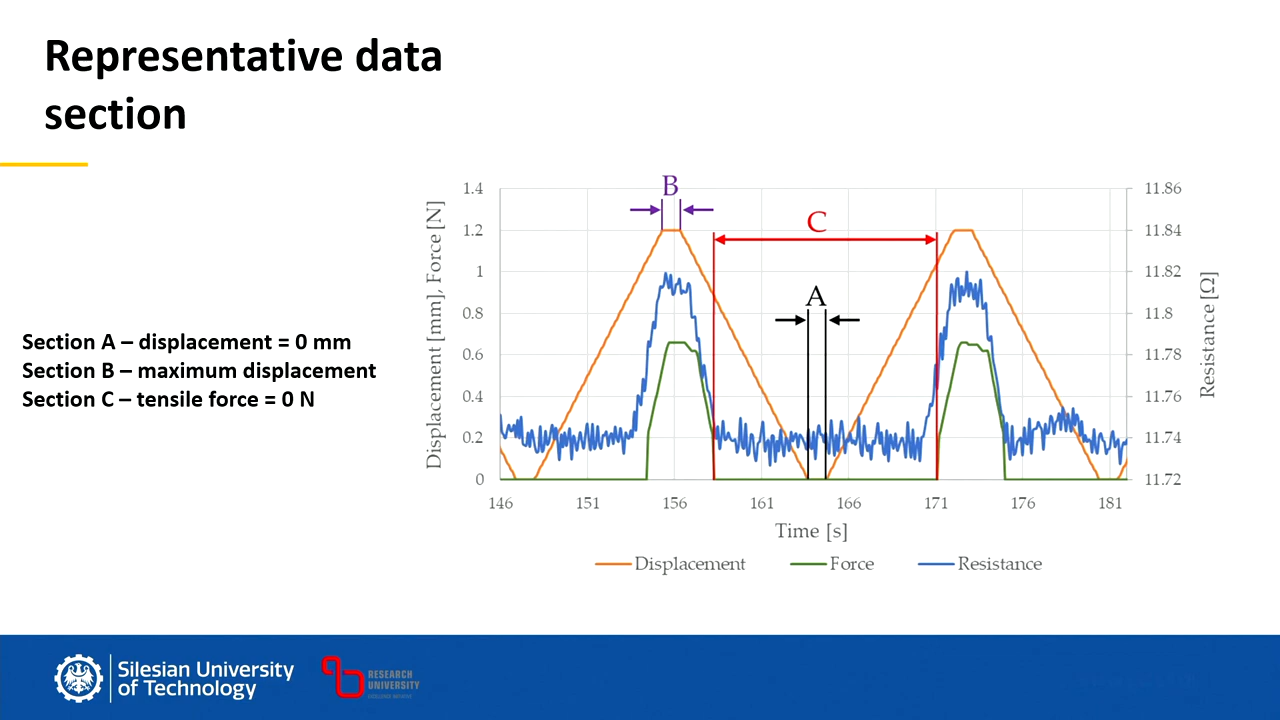 Representative data
section
Section A – displacement = 0 mm
Section B – maximum displacement
Section C – tensile force = 0 N
B
C
A
Displacement [mm], Force [N]
1.4
1.2
1
0.8
0.6
0.4
0.2
0
11.86
11.84
11.82
11.8
11.78
11.76
11.74
11.72
Resistance [Ω]
146 151 156 161 166 171 176 181
Time [s]
Displacement Force Resistance
Silesian University
of Technology
RESEARCH
UNIVERSITY